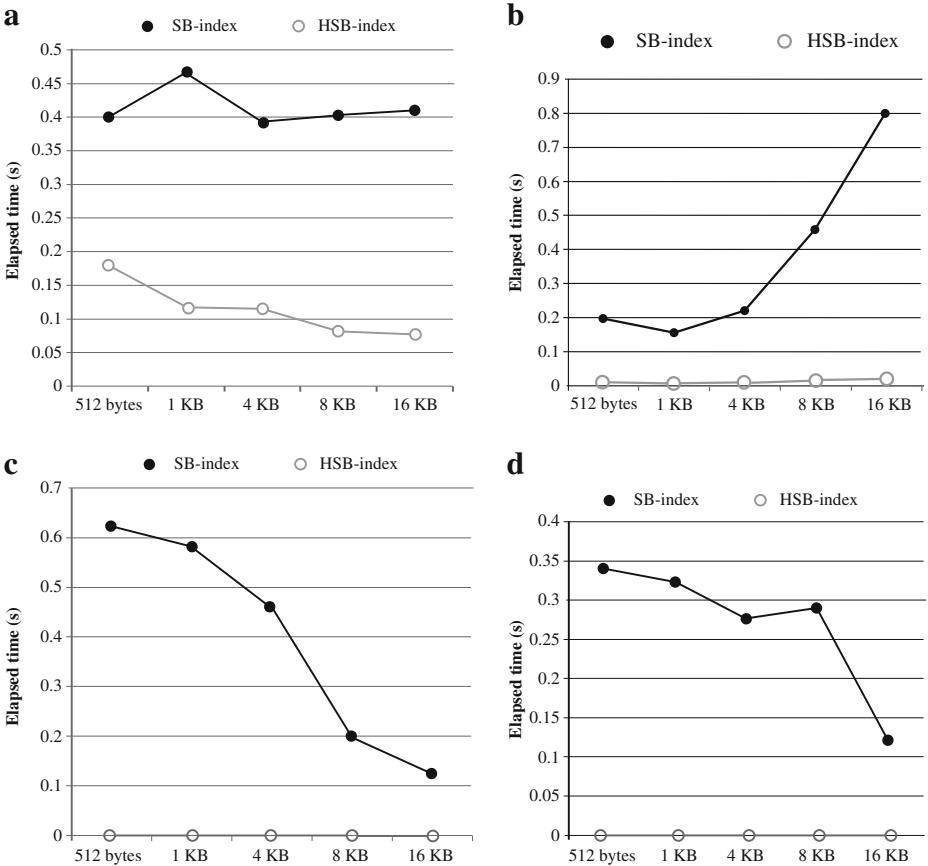 a
SB-index HSB-index
Elapsed time (s)
0.5
0.45
0.4
0.35
0.3
0.25
0.2
0.15
0.1
0.05
0
512 bytes 1 KB 4 KB 8 KB 16 KB
b
SB-index HSB-index
Elapsed time (s)
0.9
0.8
0.7
0.6
0.5
0.4
0.3
0.2
0.1
0
512 bytes 1 KB 4 KB 8 KB 16 KB
c
SB-index HSB-index
Elapsed time (s)
0.7
0.6
0.5
0.4
0.3
0.2
0.1
0
512 bytes 1 KB 4 KB 8 KB 16 KB
d
SB-index HSB-index
Elapsed time (s)
0.4
0.35
0.3
0.25
0.2
0.15
0.1
0.05
0
512 bytes 1 KB 4 KB 8 KB 16 KB